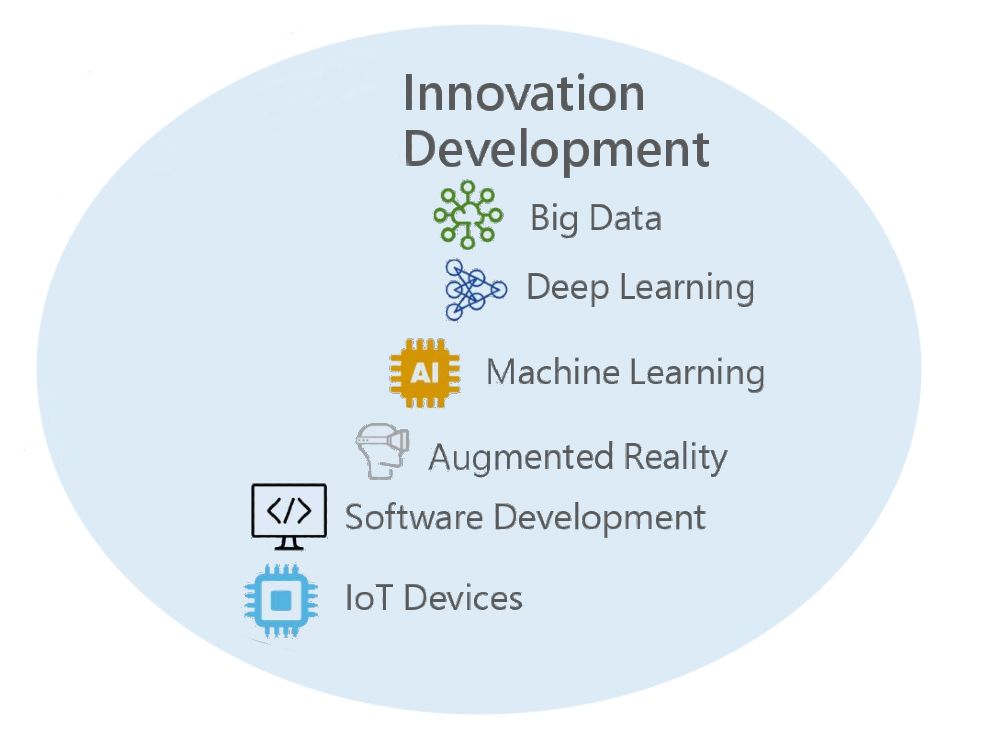 Innovation
Development
Big Data
Deep Learning
AI
Machine Learning
Augmented Reality
</>
Software Development
IoT Devices